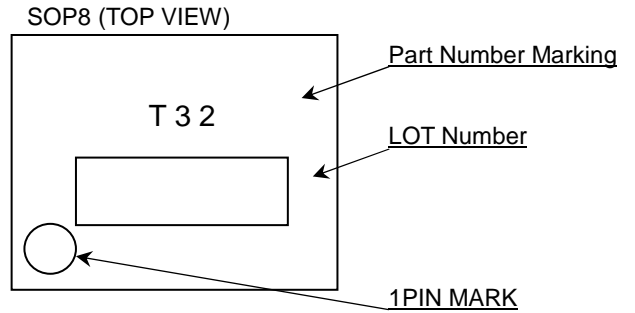 SOP8 (TOP VIEW)
Part Number Marking
T 3 2
LOT Number
1PIN MARK